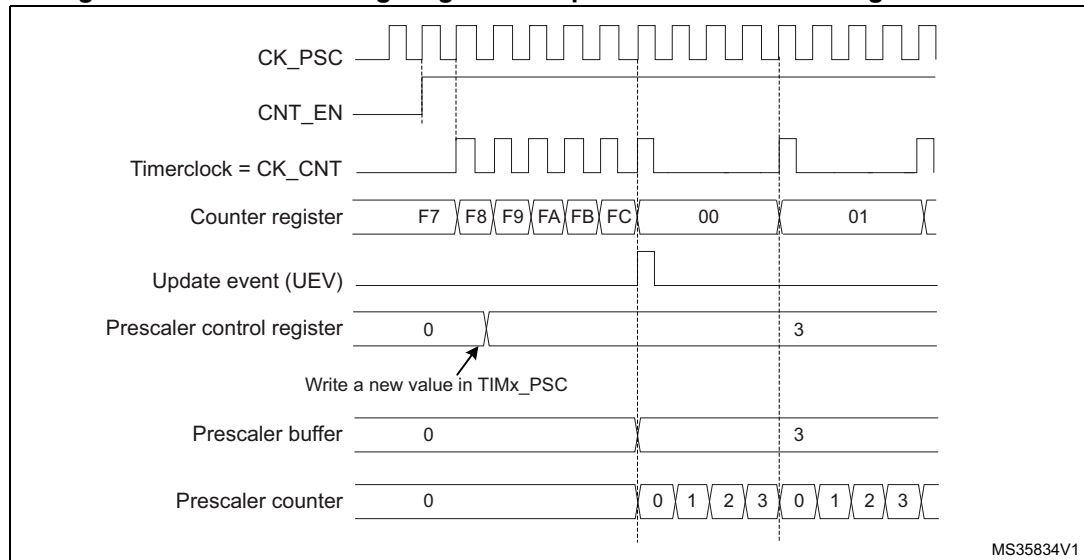 CK_PSC
CNT_EN
Timerclock = CK_CNT
Counter register F7 F8 F9 FA FB FC 00 01
Update event (UEV)
Prescaler control register 0 3
Write a new value in TIMx_PSC
Prescaler buffer 0 3
Prescaler counter 0 0 1 2 3 0 1 2 3
MS35834V1